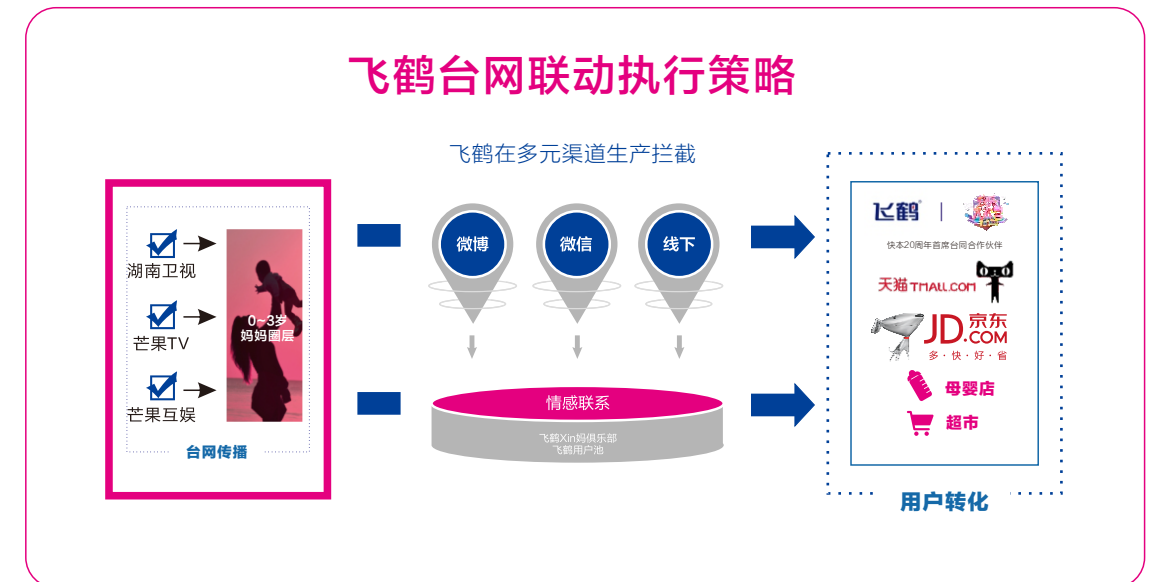 飞鹤台网联动执行策略
飞鹤在多元渠道生产拦截
湖南卫视
芒果TV
芒果互娱
0~3岁
妈妈圈层
台网传播
微博
微信
线下
情感联系
飞鹤Xin妈俱乐部
飞鹤用户池
飞鹤
快本20周年首席台网合作伙伴
天猫 TMALL.COM
JD 京东
.COM
多·快·好·省
母婴店
超市
用户转化